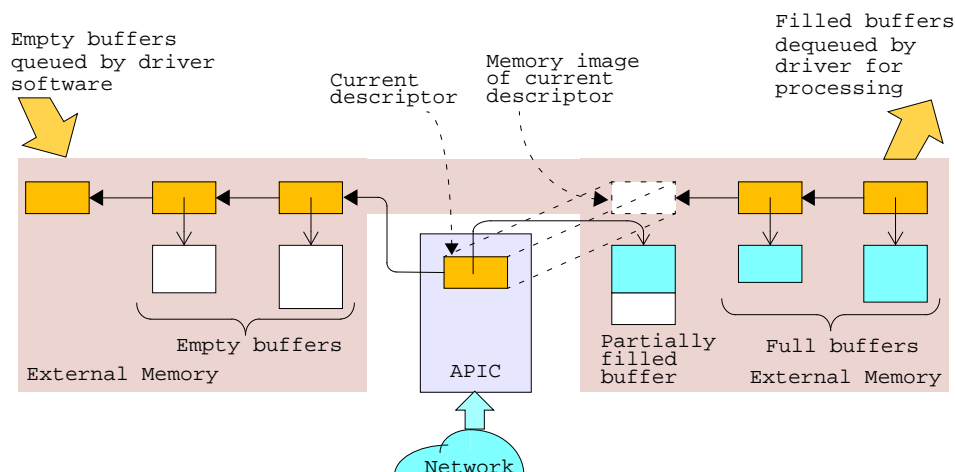 Empty buffers
queued by driver
software
Current
descriptor
Memory image
of current
descriptor
Filled buffers
dequeued by
driver for
processing
Empty buffers
External Memory
APIC
Partially
filled
buffer
Full buffers
External Memory
Network